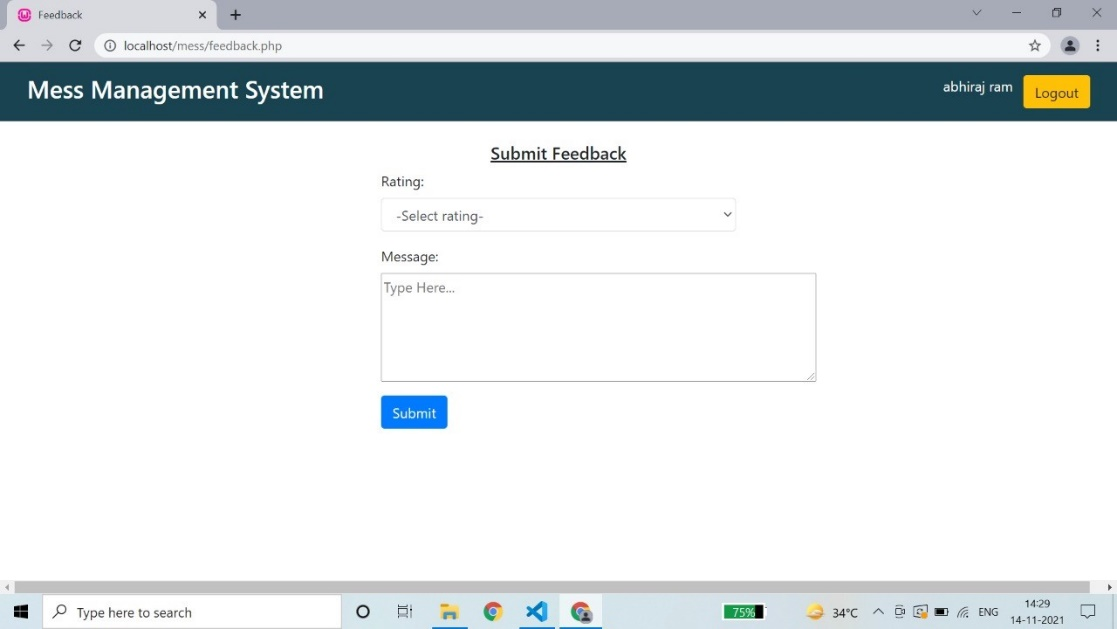 Feedback
localhost/mess/feedback.php
Mess Management System
abhiraj ram
Logout
Submit Feedback
Rating:
-Select rating-
Message:
Type Here...
Submit
Type here to search
75%
34°C
ENG
14:29
14-11-2021